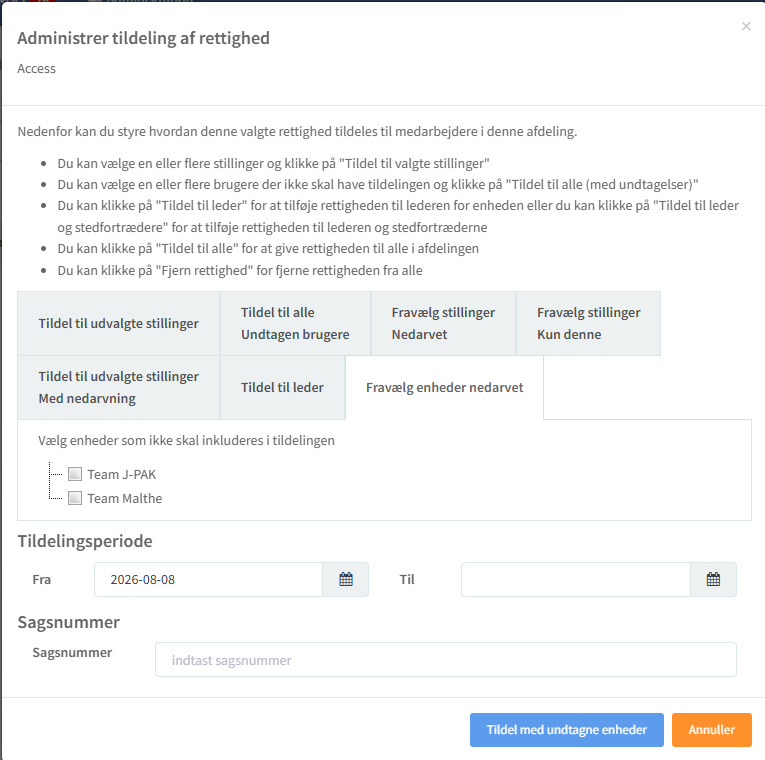 Administrer tildeling af rettighed
×
Access
Nedenfor kan du styre hvordan denne valgte rettighed tildeles til medarbejdere i denne afdeling.
• Du kan vælge en eller flere stillinger og klikke på "Tildel til valgte stillinger"
• Du kan vælge en eller flere brugere der ikke skal have tildelingen og klikke på "Tildel til alle (med undtagelser)"
• Du kan klikke på "Tildel til leder" for at tilføje rettigheden til lederen for enheden eller du kan klikke på "Tildel til leder
og stedfortrædere" for at tilføje rettigheden til lederen og stedfortræderne
• Du kan klikke på "Tildel til alle" for at give rettigheden til alle i afdelingen
• Du kan klikke på "Fjern rettighed" for fjerne rettigheden fra alle
Tildel til udvalgte stillinger
Tildel til alle
Undtagen brugere
Fravælg stillinger
Nedarvet
Fravælg stillinger
Kun denne
Tildel til udvalgte stillinger
Med nedarvning
Tildel til leder
Fravælg enheder nedarvet
Vælg enheder som ikke skal inkluderes i tildelingen
Team J-PAK
Team Malthe
Tildelingsperiode
Fra
2026-08-08
Til
Sagsnummer
Sagsnummer
indtast sagsnummer
Tildel med undtagne enheder
Annuller